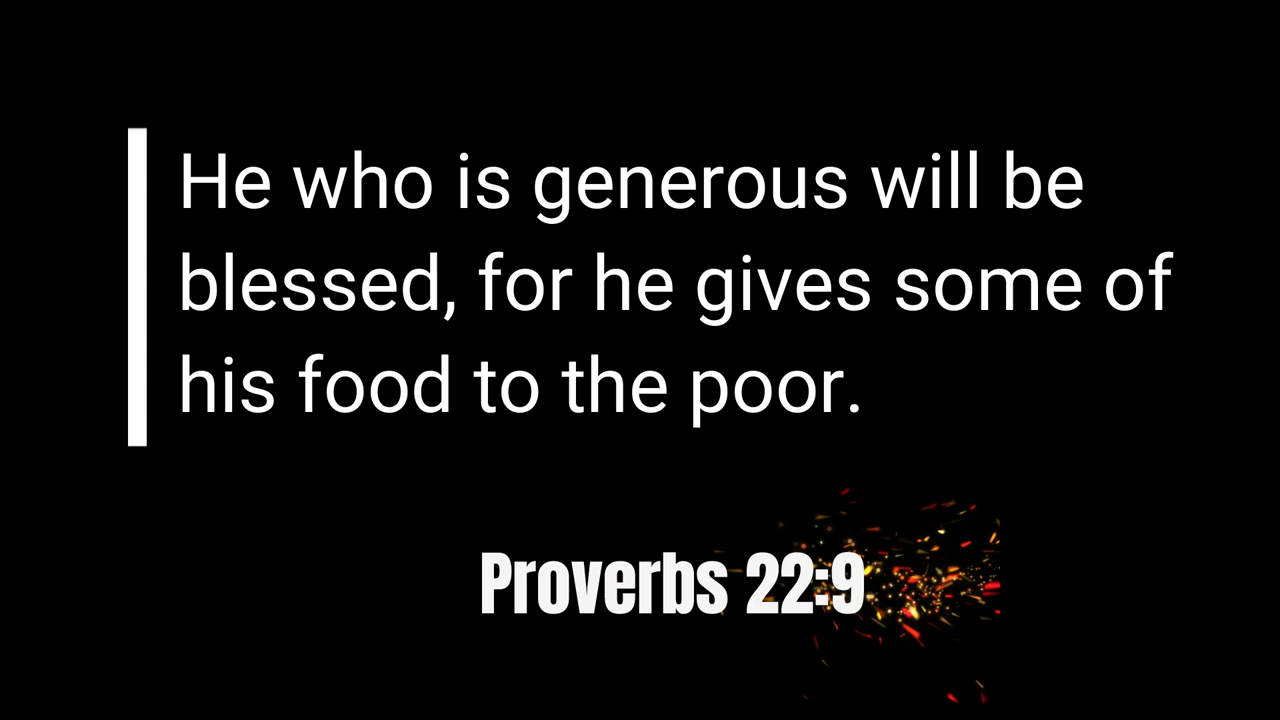 He who is generous will be
blessed, for he gives some of
his food to the poor.
Proverbs 22:9